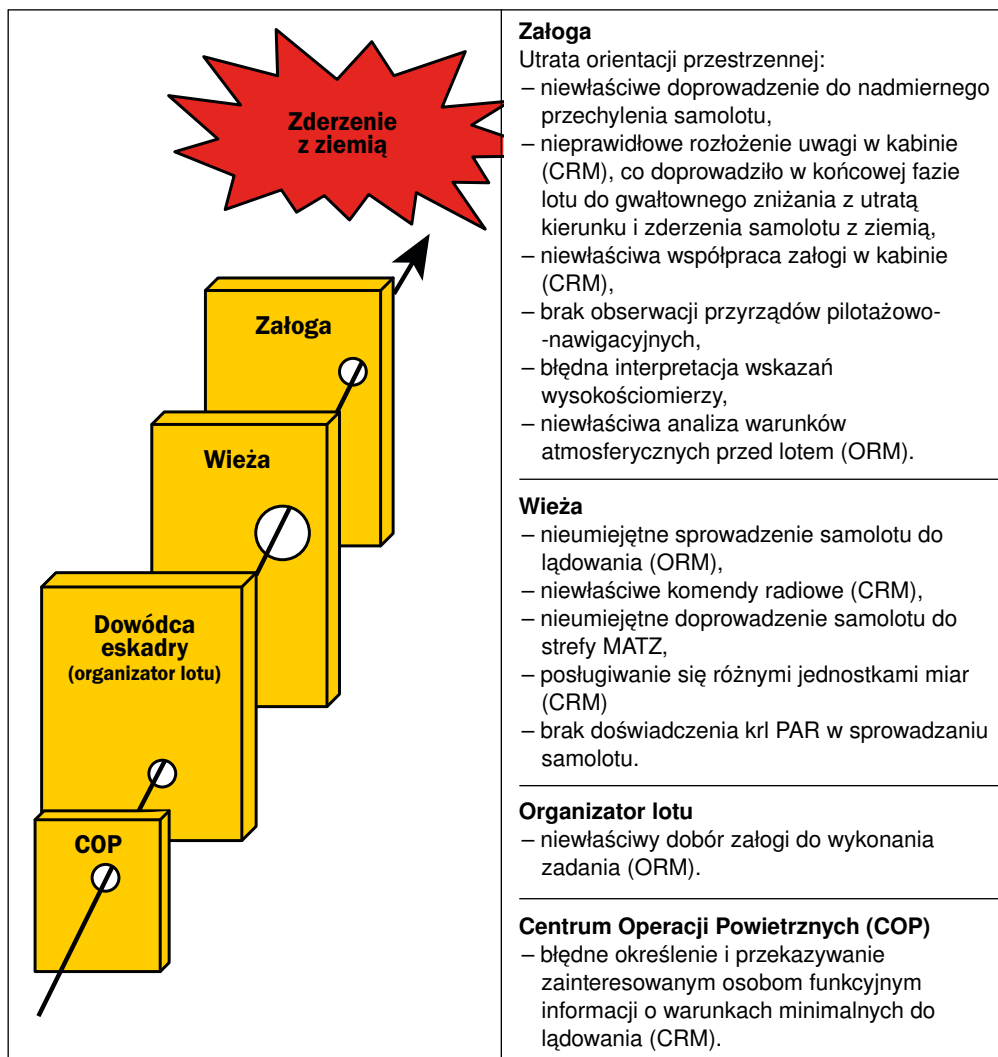 Zderzenie
z ziemią
Załoga
Wieża
Dowódca
eskadry
(organizator lotu)
COP
Załoga
Utrata orientacji przestrzennej:
– niewłaściwe doprowadzenie do nadmiernego
przechylenia samolotu,
– nieprawidłowe rozłożenie uwagi w kabinie
(CRM), co doprowadziło w końcowej fazie
lotu do gwałtownego zniżania z utratą
kierunku i zderzenia samolotu z ziemią,
– niewłaściwa współpraca załogi w kabinie
(CRM),
– brak obserwacji przyrządów pilotażowo-
-nawigacyjnych,
– błędna interpretacja wskazań
wysokościomierzy,
– niewłaściwa analiza warunków
atmosferycznych przed lotem (ORM).
Wieża
– nieumiejętne sprowadzenie samolotu do
lądowania (ORM),
– niewłaściwe komendy radiowe (CRM),
– nieumiejętne doprowadzenie samolotu do
strefy MATZ,
– posługiwanie się różnymi jednostkami miar
(CRM)
– brak doświadczenia krl PAR w sprowadzaniu
samolotu.
Organizator lotu
– niewłaściwy dobór załogi do wykonania
zadania (ORM).
Centrum Operacji Powietrznych (COP)
– błędne określenie i przekazywanie
zainteresowanym osobom funkcyjnym
informacji o warunkach minimalnych do
lądowania (CRM).